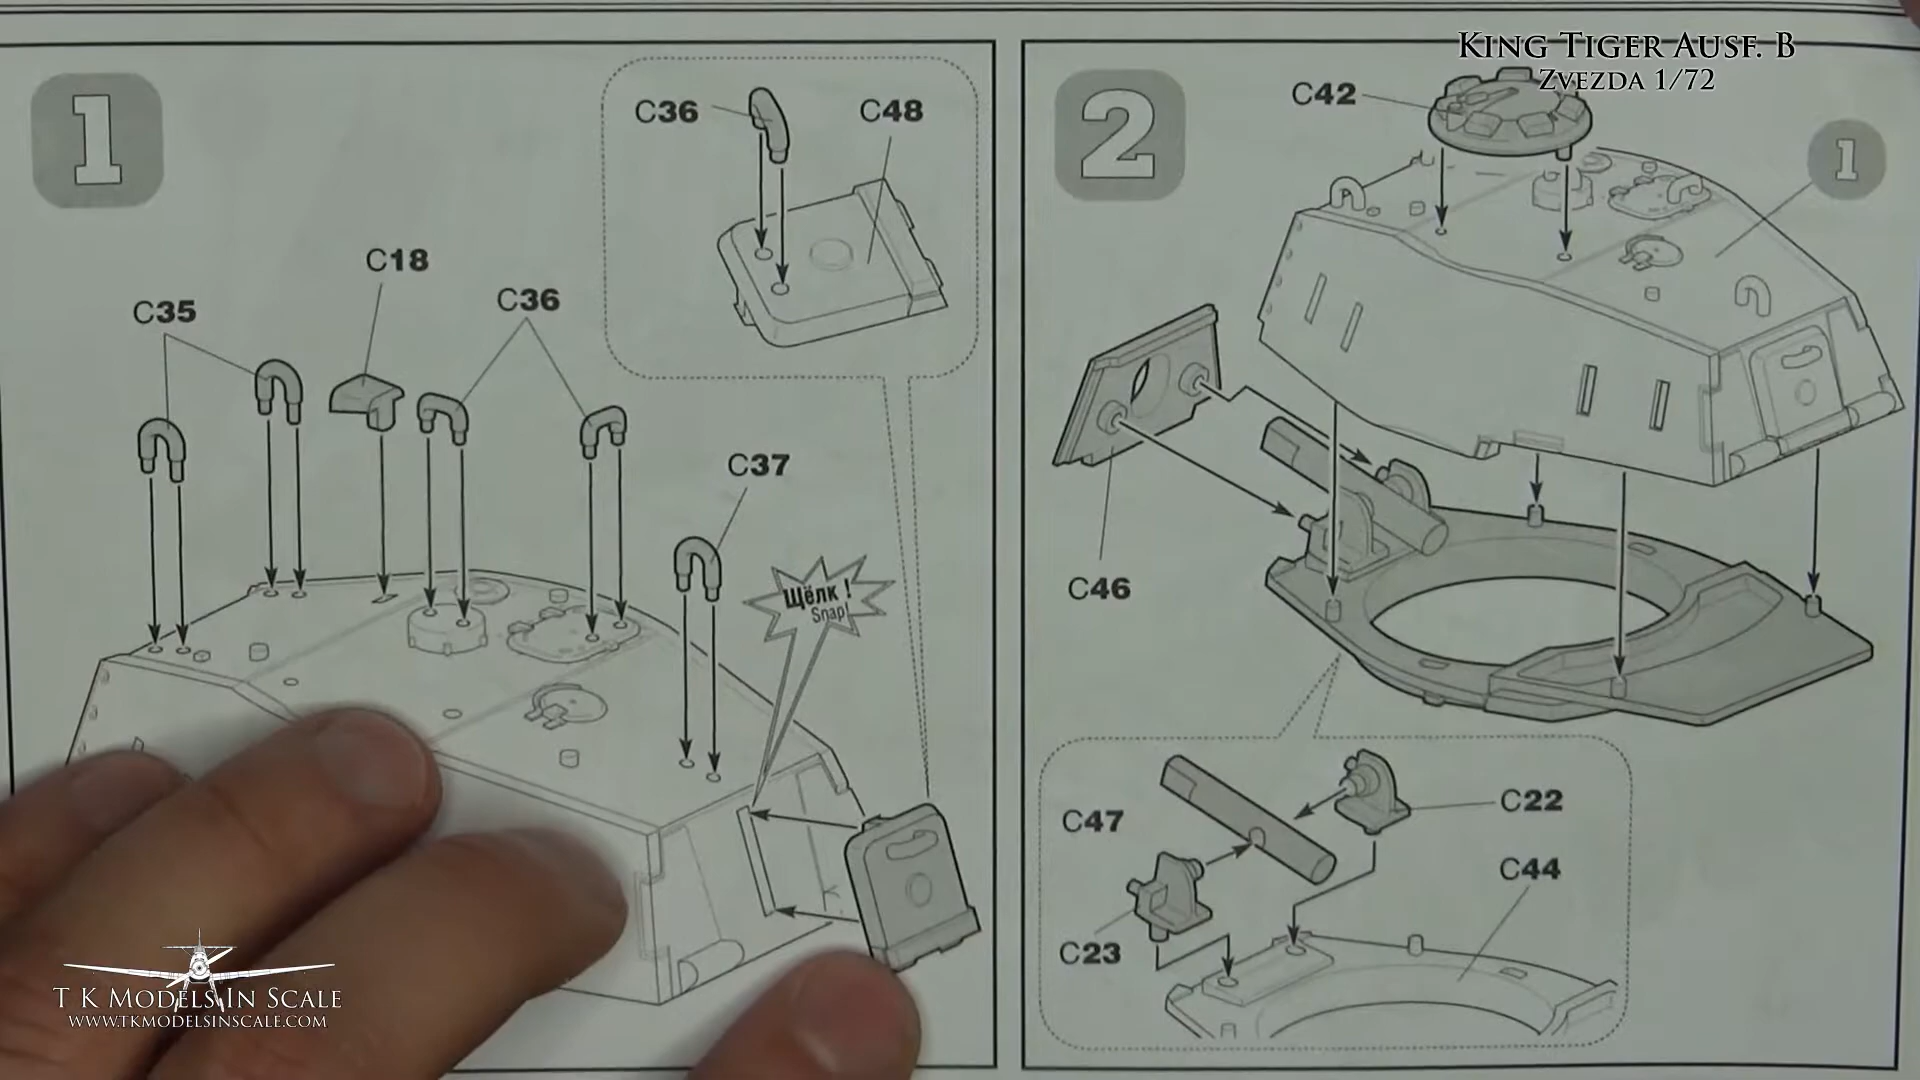 KING TIGER AUSF. B
ZVEZDA 1/72
1
C36
C48
C18
C35
C36
C37
Щёлк !
Snap!
2
C42
1
C46
C47
C22
C44
C23
T K MODELS IN SCALE
WWW.TKMODELSINSCALE.COM